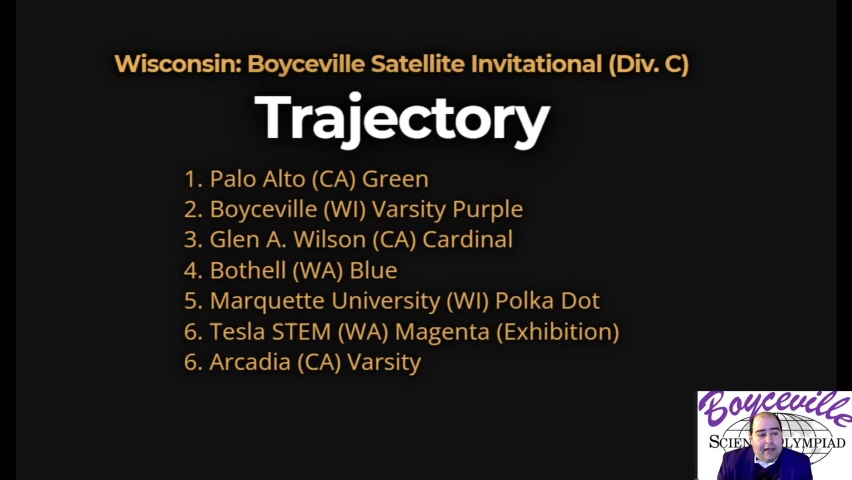 Wisconsin: Boyceville Satellite Invitational (Div. C)
Trajectory
1. Palo Alto (CA) Green
2. Boyceville (WI) Varsity Purple
3. Glen A. Wilson (CA) Cardinal
4. Bothell (WA) Blue
5. Marquette University (WI) Polka Dot
6. Tesla STEM (WA) Magenta (Exhibition)
6. Arcadia (CA) Varsity
Boyceville